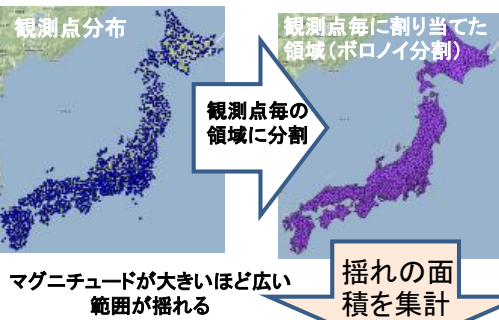 観測点分布
観測点毎に割り当てた
領域(ボロノイ分割)
観測点毎の
領域に分割
マグニチュードが大きいほど広い
範囲が揺れる
揺れの面
積を集計